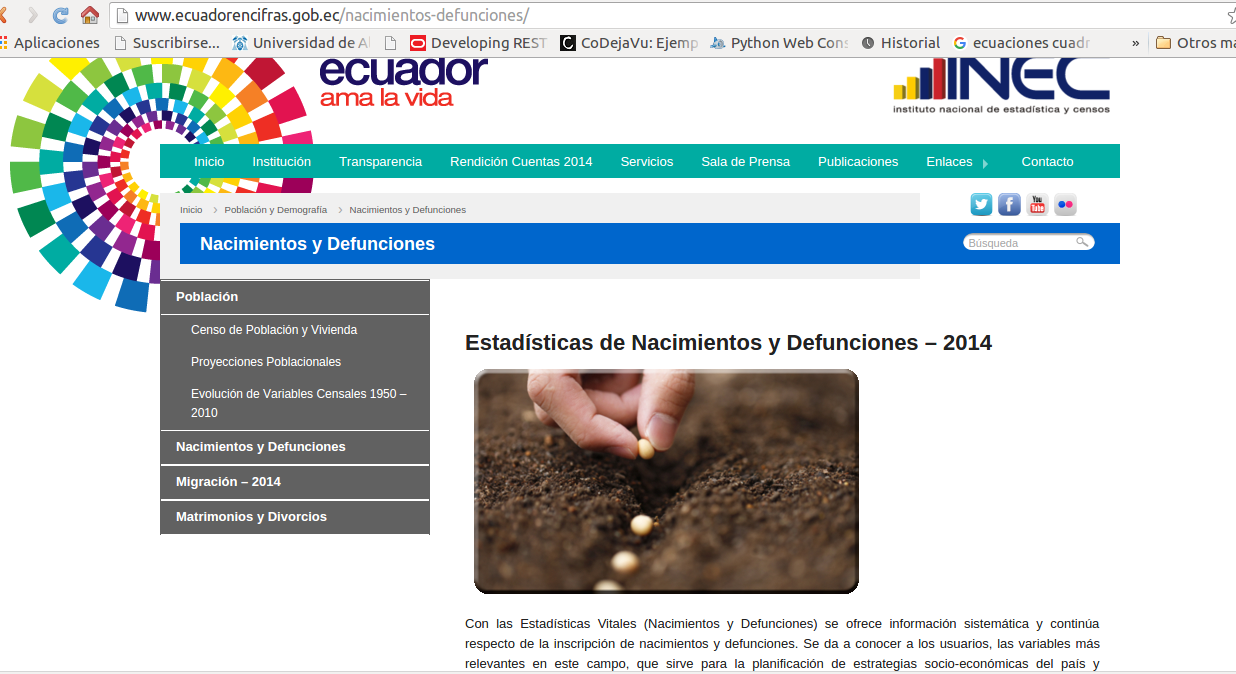 www.ecuadorencifras.gob.ec/nacimientos-defunciones/
Aplicaciones Suscribirse... Universidad de Al Developing REST CoDejaVu: Ejemp Python Web Cons Historial ecuaciones cuadr » Otros ma
ecuador
ama la vida
INEC
instituto nacional de estadística y censos
Inicio Institución Transparencia Rendición Cuentas 2014 Servicios Sala de Prensa Publicaciones Enlaces Contacto
Inicio › Población y Demografía › Nacimientos y Defunciones
You Tube
Nacimientos y Defunciones
Búsqueda
Población
Censo de Población y Vivienda
Proyecciones Poblacionales
Evolución de Variables Censales 1950 –
2010
Nacimientos y Defunciones
Migración – 2014
Matrimonios y Divorcios
Estadísticas de Nacimientos y Defunciones – 2014
Con las Estadísticas Vitales (Nacimientos y Defunciones) se ofrece información sistemática y continúa
respecto de la inscripción de nacimientos y defunciones. Se da a conocer a los usuarios, las variables más
relevantes en este campo, que sirve para la planificación de estrategias socio-económicas del país y